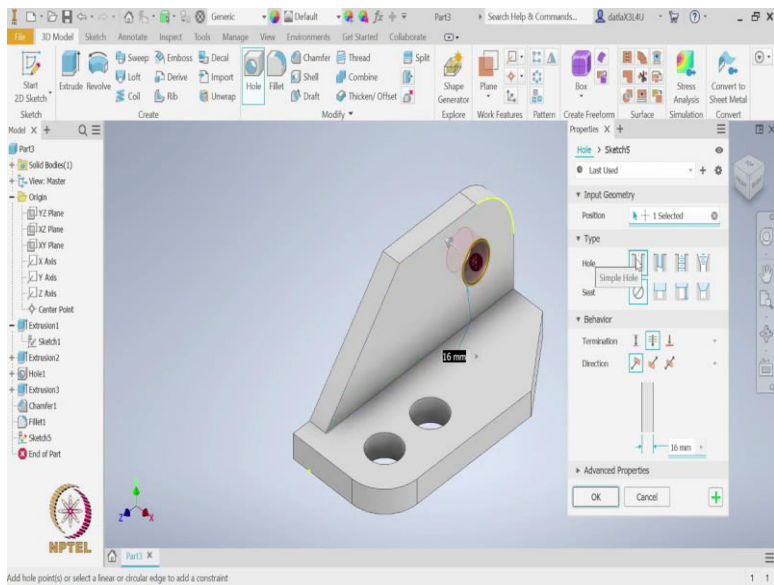 Generic Default Part3 Search Help & Commands... datlaX3L4U
File 3D Model Sketch Annotate Inspect Tools Manage View Environments Get Started Collaborate
Start 2D Sketch
Extrude Revolve
Sweep Emboss Decal
Loft Derive Import
Coil Rib Unwrap
Hole Fillet
Chamfer Thread Split
Shell Combine
Draft Thicken/ Offset
Shape Generator
Plane
Box
Stress Analysis
Convert to Sheet Metal
Sketch Create Modify Explore Work Features Pattern Create Freeform Surface Simulation Convert
Model X +
Part3
Solid Bodies(1)
View: Master
Origin
YZ Plane
XZ Plane
XY Plane
X Axis
Y Axis
Z Axis
Center Point
Extrusion1
Sketch1
Extrusion2
Hole1
Extrusion3
Chamfer1
Fillet1
Sketch5
End of Part
16 mm
Properties X +
Hole > Sketch5
Last Used
Input Geometry
Position 1 Selected
Type
Hole
Simple Hole
Seat
Behavior
Termination
Direction
16 mm
Advanced Properties
OK Cancel
NPTEL
Z X
Part3 X
Add hole point(s) or select a linear or circular edge to add a constraint
1 1